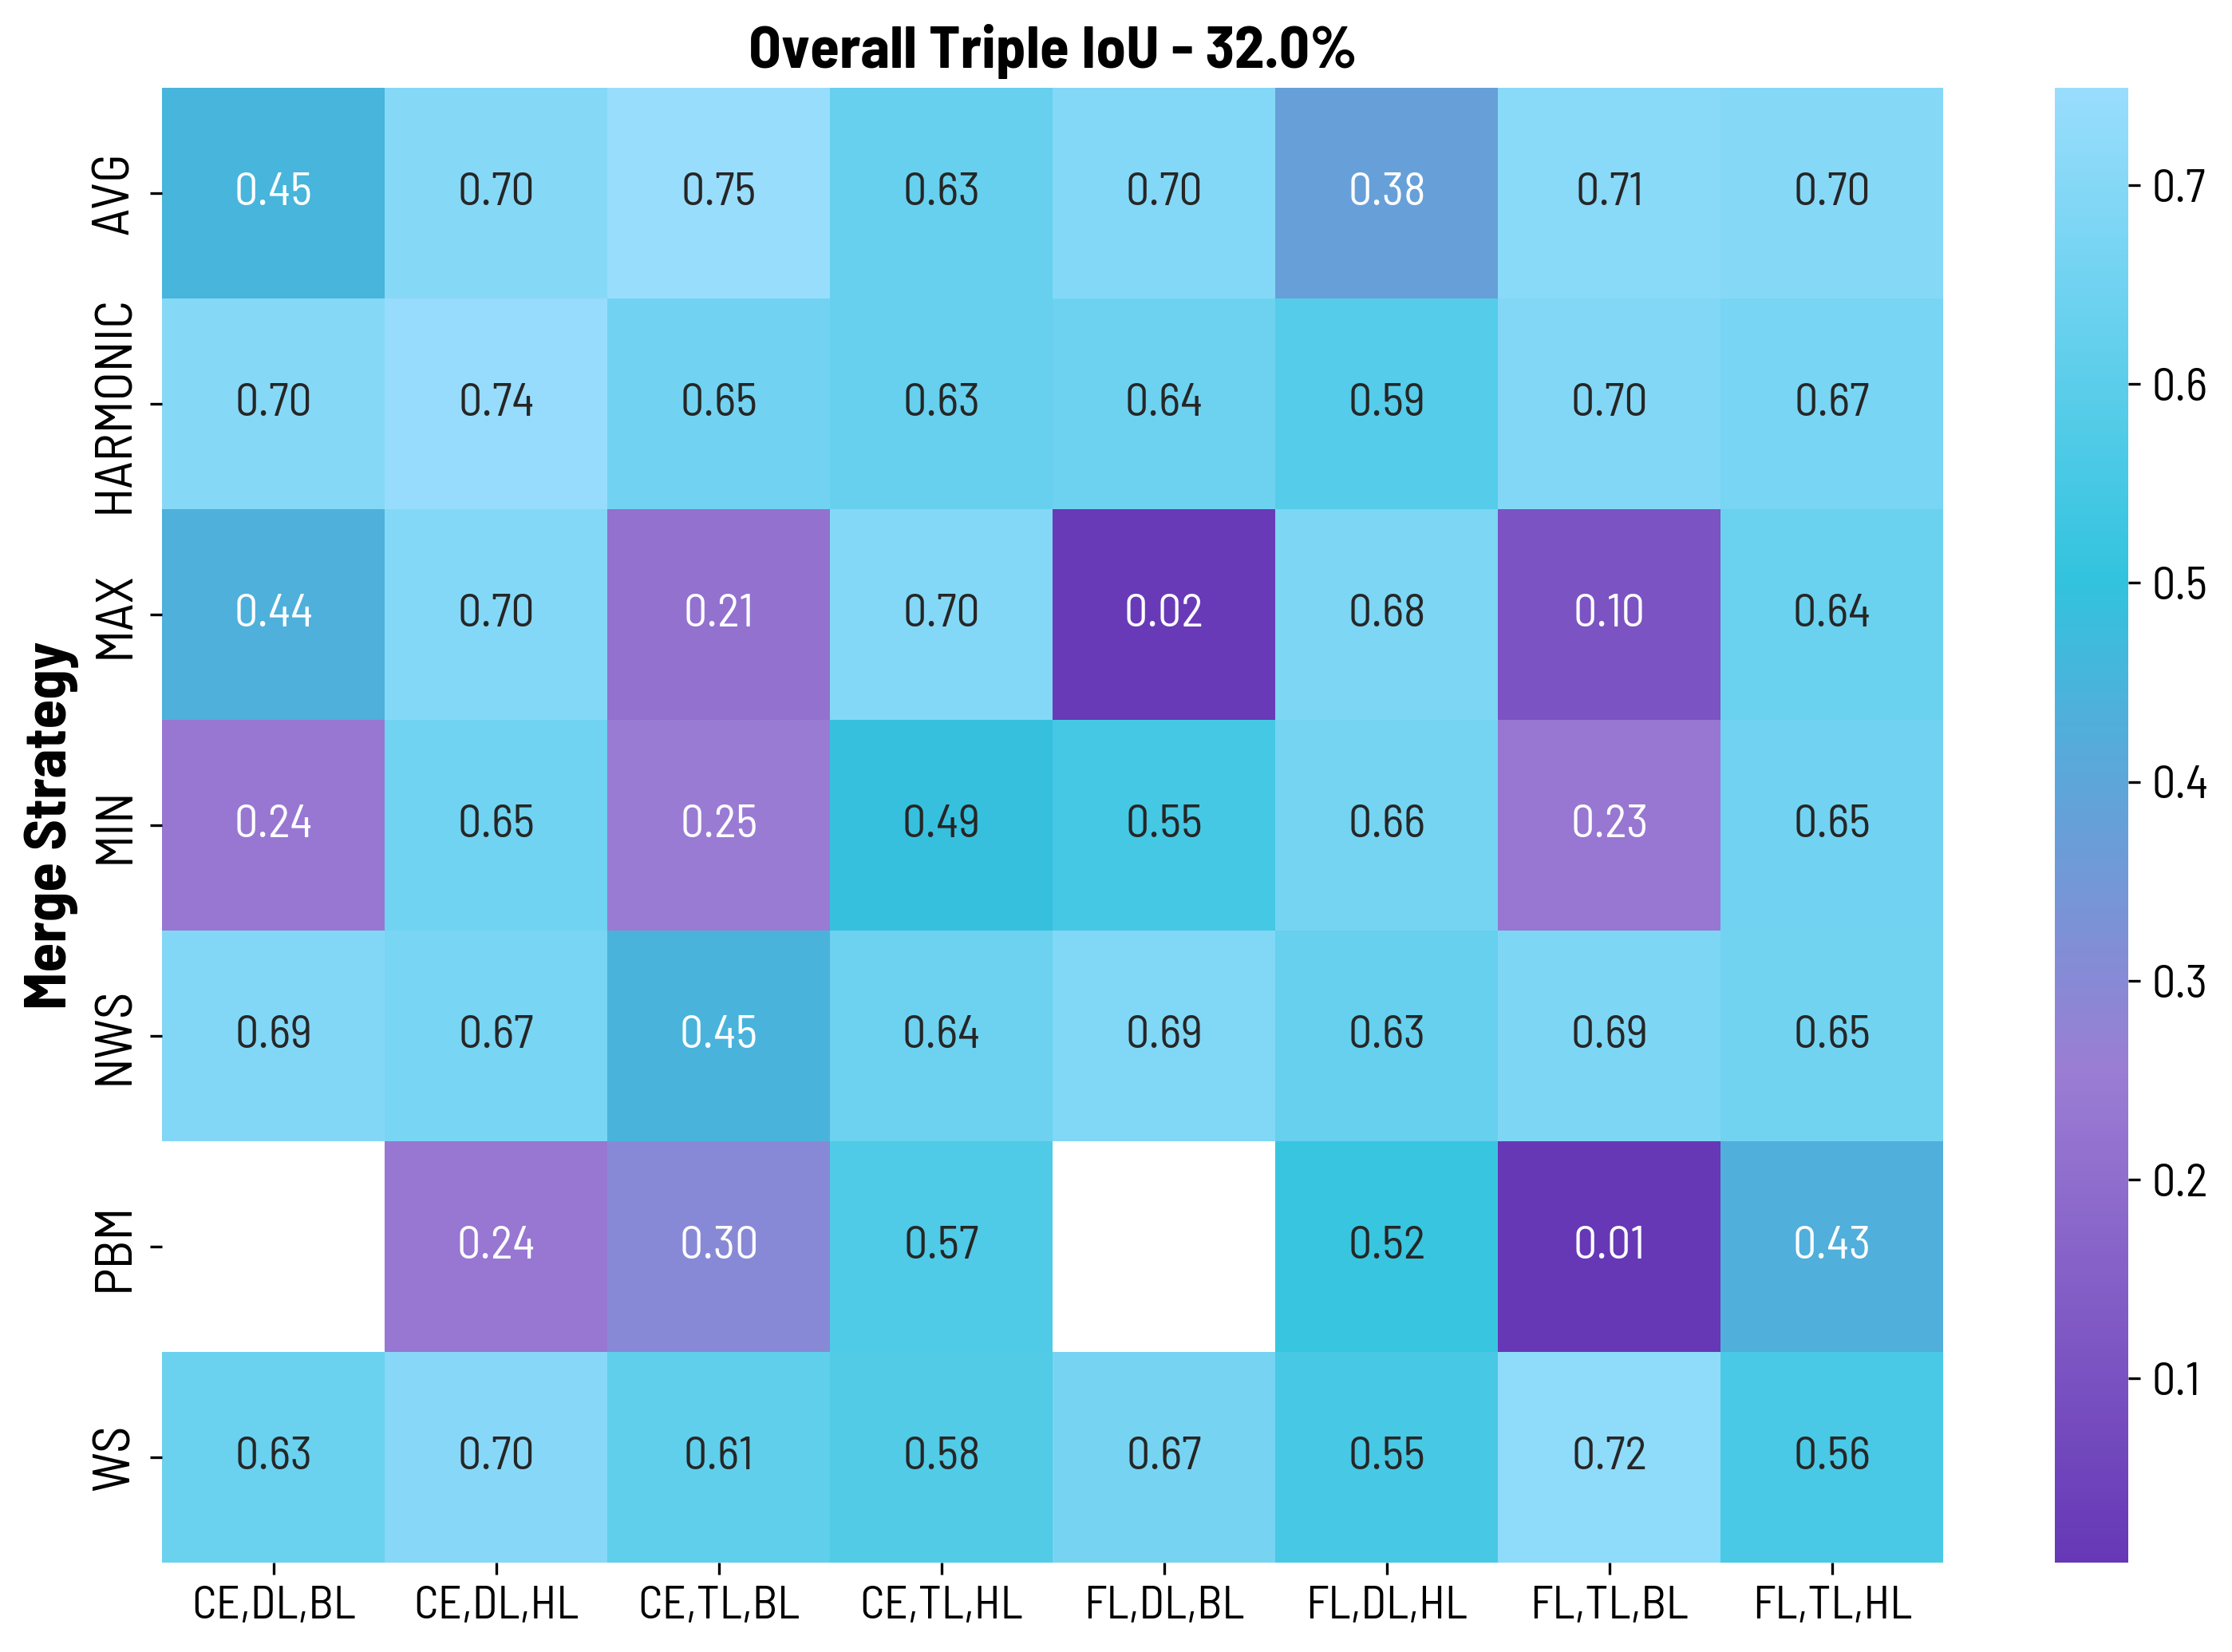 Overall Triple IoU - 32.0%
Merge Strategy
AVG 0.45 0.70 0.75 0.63 0.70 0.38 0.71 0.70
HARMONIC 0.70 0.74 0.65 0.63 0.64 0.59 0.70 0.67
MAX 0.44 0.70 0.21 0.70 0.02 0.68 0.10 0.64
MIN 0.24 0.65 0.25 0.49 0.55 0.66 0.23 0.65
NWS 0.69 0.67 0.45 0.64 0.69 0.63 0.69 0.65
PBM 0.24 0.30 0.57 0.52 0.01 0.43
WS 0.63 0.70 0.61 0.58 0.67 0.55 0.72 0.56
CE,DL,BL CE,DL,HL CE,TL,BL CE,TL,HL FL,DL,BL FL,DL,HL FL,TL,BL FL,TL,HL
0.7
0.6
0.5
0.4
0.3
0.2
0.1